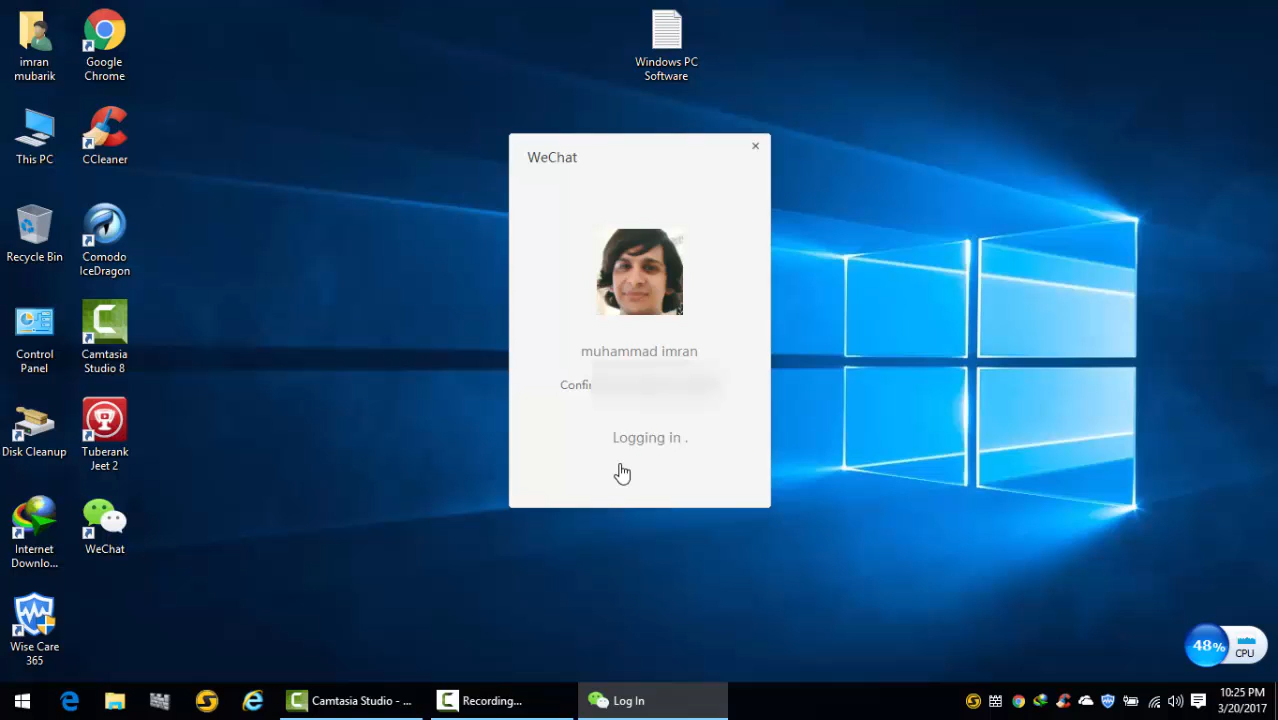 imran
mubarik
Google
Chrome
Windows PC
Software
This PC
CCleaner
Recycle Bin
Comodo
IceDragon
Control
Panel
Camtasia
Studio 8
Disk Cleanup
Tuberank
Jeet 2
Internet
Downlo...
WeChat
Wise Care
365
WeChat
muhammad imran
Logging in .
48%
CPU
Camtasia Studio - ...
Recording...
Log In
10:25 PM
3/20/2017